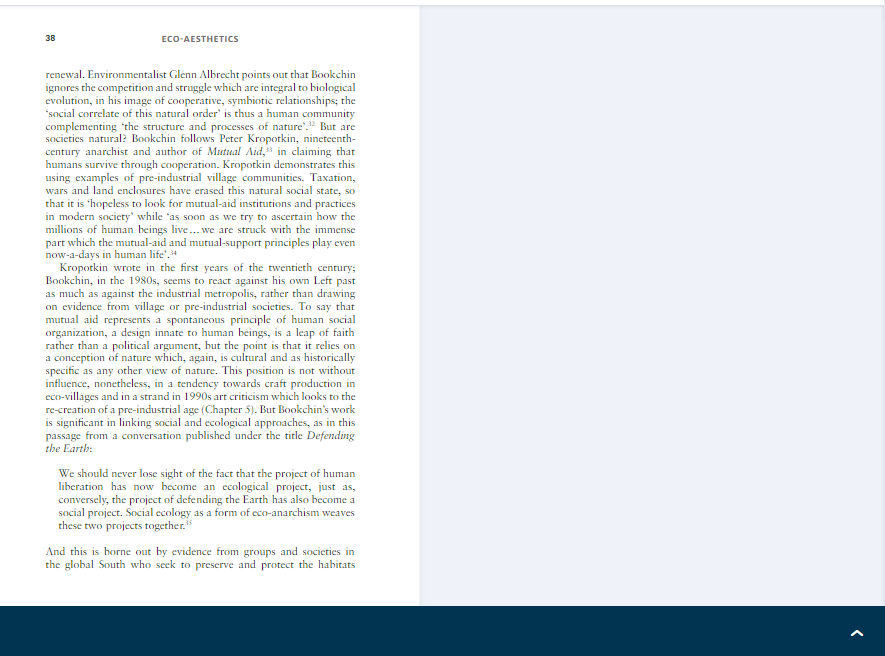 38
ECO-AESTHETICS
renewal. Environmentalist Glenn Albrecht points out that Bookchin
ignores the competition and struggle which are integral to biological
evolution, in his image of cooperative, symbiotic relationships; the
‘social correlate of this natural order’ is thus a human community
complementing ‘the structure and processes of nature’.32 But are
societies natural? Bookchin follows Peter Kropotkin, nineteenth-
century anarchist and author of Mutual Aid,33 in claiming that
humans survive through cooperation. Kropotkin demonstrates this
using examples of pre-industrial village communities. Taxation,
wars and land enclosures have erased this natural social state, so
that it is ‘hopeless to look for mutual-aid institutions and practices
in modern society’ while ‘as soon as we try to ascertain how the
millions of human beings live…we are struck with the immense
part which the mutual-aid and mutual-support principles play even
now-a-days in human life’.34
Kropotkin wrote in the first years of the twentieth century;
Bookchin, in the 1980s, seems to react against his own Left past
as much as against the industrial metropolis, rather than drawing
on evidence from village or pre-industrial societies. To say that
mutual aid represents a spontaneous principle of human social
organization, a design innate to human beings, is a leap of faith
rather than a political argument, but the point is that it relies on
a conception of nature which, again, is cultural and as historically
specific as any other view of nature. This position is not without
influence, nonetheless, in a tendency towards craft production in
eco-villages and in a strand in 1990s art criticism which looks to the
re-creation of a pre-industrial age (Chapter 5). But Bookchin’s work
is significant in linking social and ecological approaches, as in this
passage from a conversation published under the title Defending
the Earth:
We should never lose sight of the fact that the project of human
liberation has now become an ecological project, just as,
conversely, the project of defending the Earth has also become a
social project. Social ecology as a form of eco-anarchism weaves
these two projects together.35
And this is borne out by evidence from groups and societies in
the global South who seek to preserve and protect the habitats